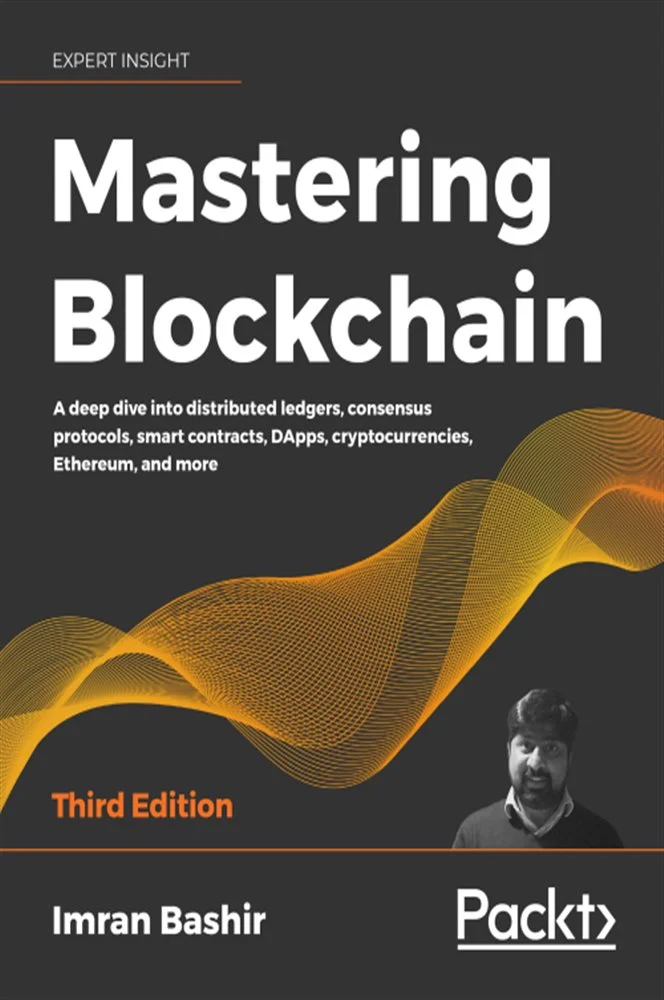 EXPERT INSIGHT
Mastering
Blockchain
A deep dive into distributed ledgers, consensus
protocols, smart contracts, DApps, cryptocurrencies,
Ethereum, and more
Third Edition
Imran Bashir
Packt>